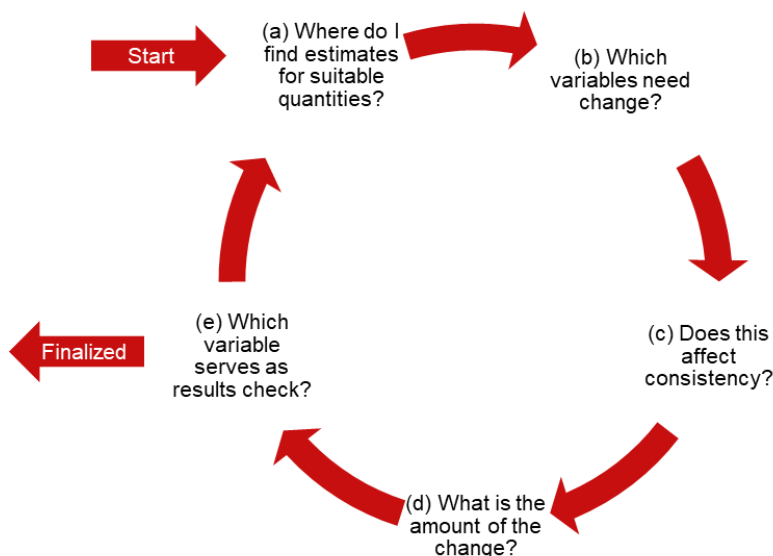 Start
(a) Where do I
find estimates
for suitable
quantities?
(b) Which
variables need
change?
(c) Does this
affect
consistency?
(d) What is the
amount of the
change?
(e) Which
variable
serves as
results check?
Finalized